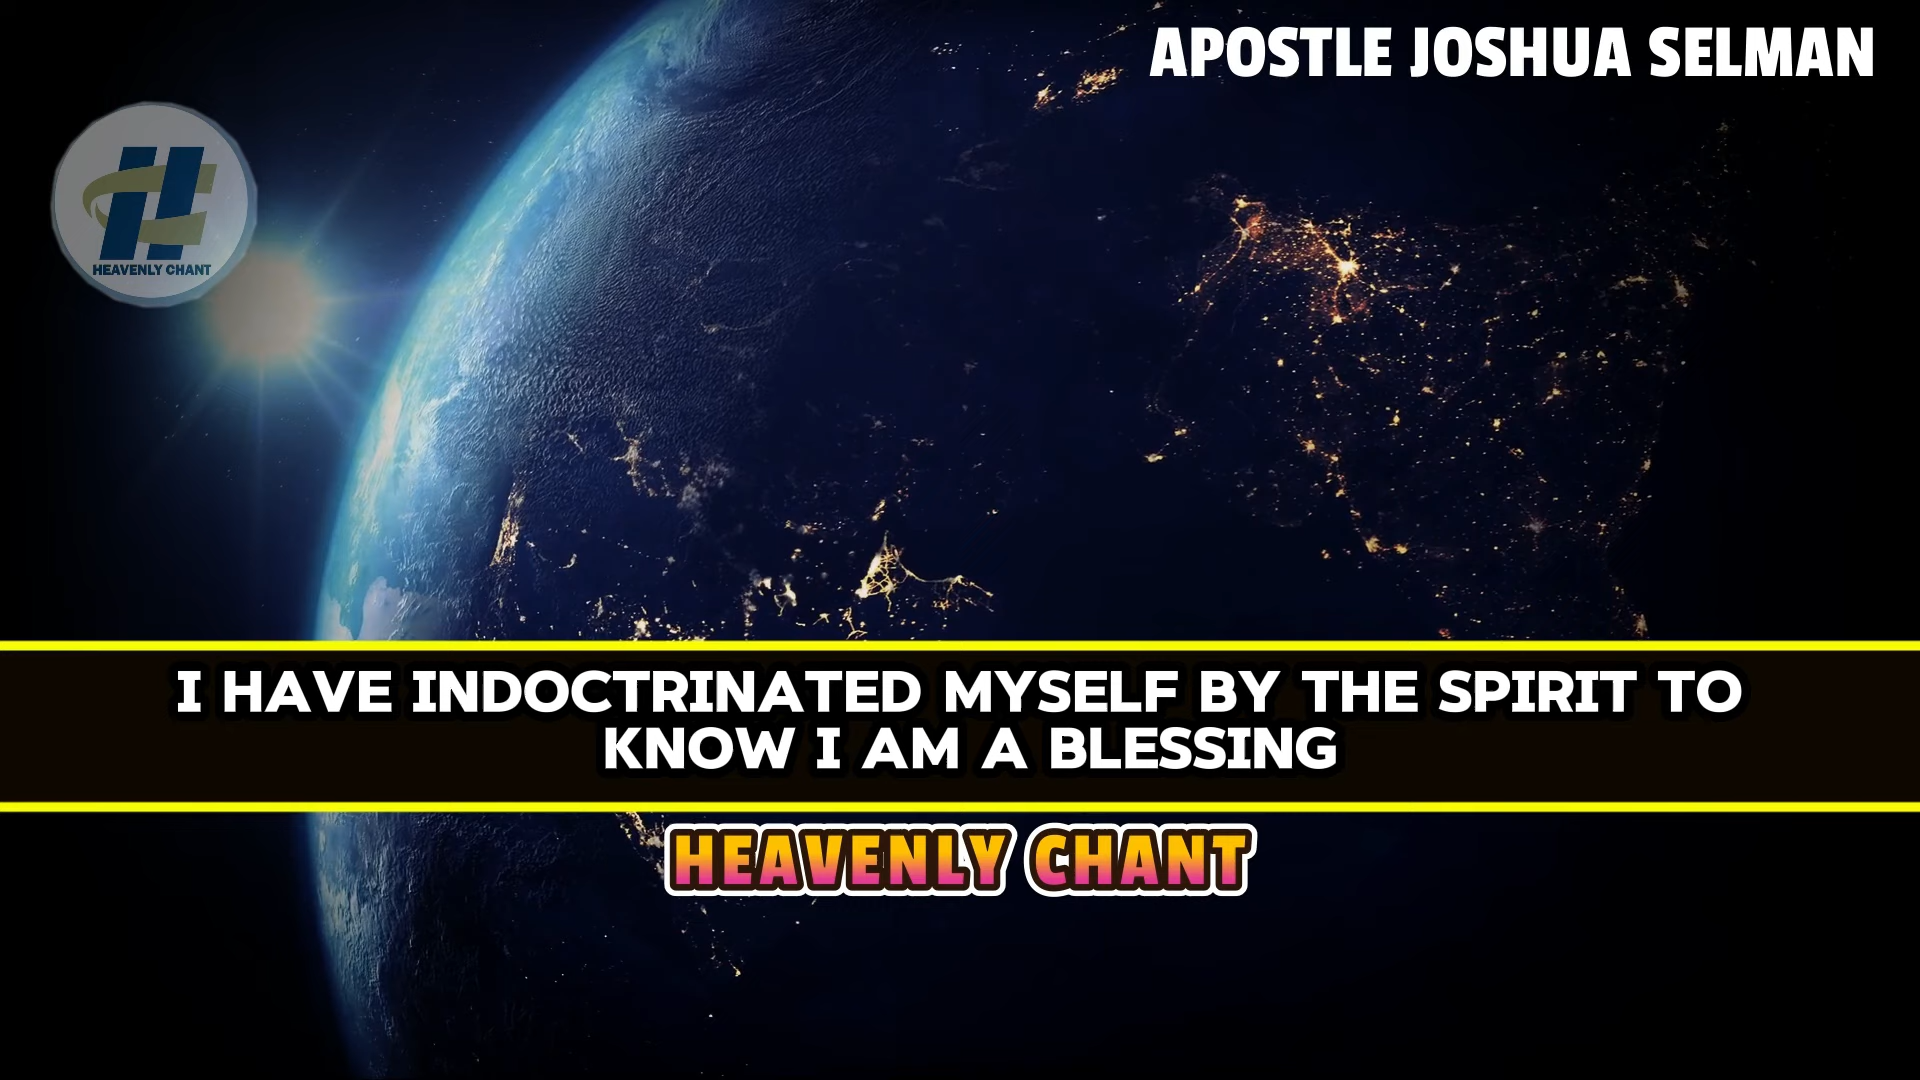 APOSTLE JOSHUA SELMAN
HEAVENLY CHANT
I HAVE INDOCTRINATED MYSELF BY THE SPIRIT TO
KNOW I AM A BLESSING
HEAVENLY CHANT